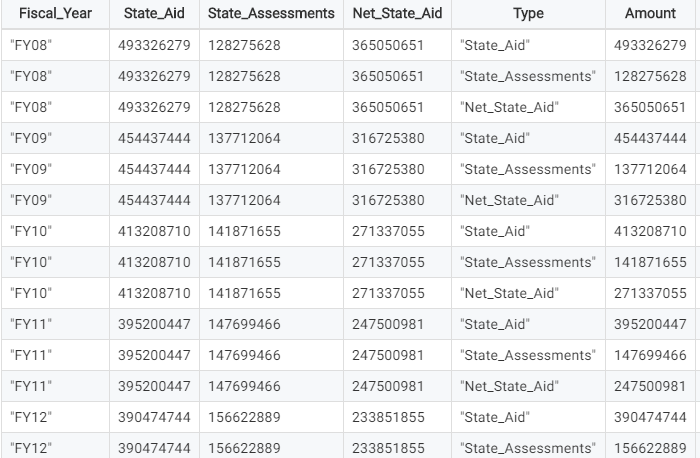 Fiscal_Year State_Aid State_Assessments Net_State_Aid Type Amount
"FY08" 493326279 128275628 365050651 "State_Aid" 493326279
"FY08" 493326279 128275628 365050651 "State_Assessments" 128275628
"FY08" 493326279 128275628 365050651 "Net_State_Aid" 365050651
"FY09" 454437444 137712064 316725380 "State_Aid" 454437444
"FY09" 454437444 137712064 316725380 "State_Assessments" 137712064
"FY09" 454437444 137712064 316725380 "Net_State_Aid" 316725380
"FY10" 413208710 141871655 271337055 "State_Aid" 413208710
"FY10" 413208710 141871655 271337055 "State_Assessments" 141871655
"FY10" 413208710 141871655 271337055 "Net_State_Aid" 271337055
"FY11" 395200447 147699466 247500981 "State_Aid" 395200447
"FY11" 395200447 147699466 247500981 "State_Assessments" 147699466
"FY11" 395200447 147699466 247500981 "Net_State_Aid" 247500981
"FY12" 390474744 156622889 233851855 "State_Aid" 390474744
"FY12" 390474744 156622889 233851855 "State_Assessments" 156622889